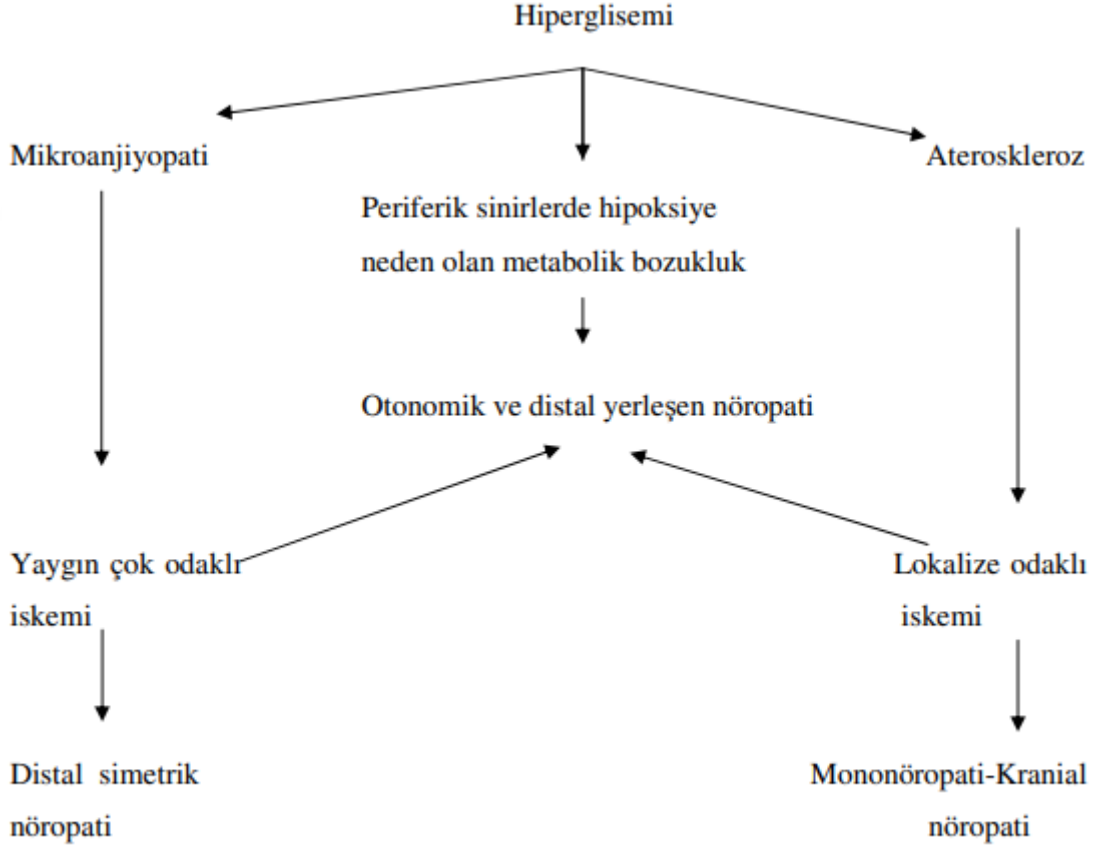 Hiperglisemi
Mikroanjiyopati
Ateroskleroz
Periferik sinirlerde hipoksiye
neden olan metabolik bozukluk
Otonomik ve distal yerleşen nöropati
Yaygın çok odaklı
iskemi
Lokalize odaklı
iskemi
Distal simetrik
nöropati
Mononöropati-Kranial
nöropati